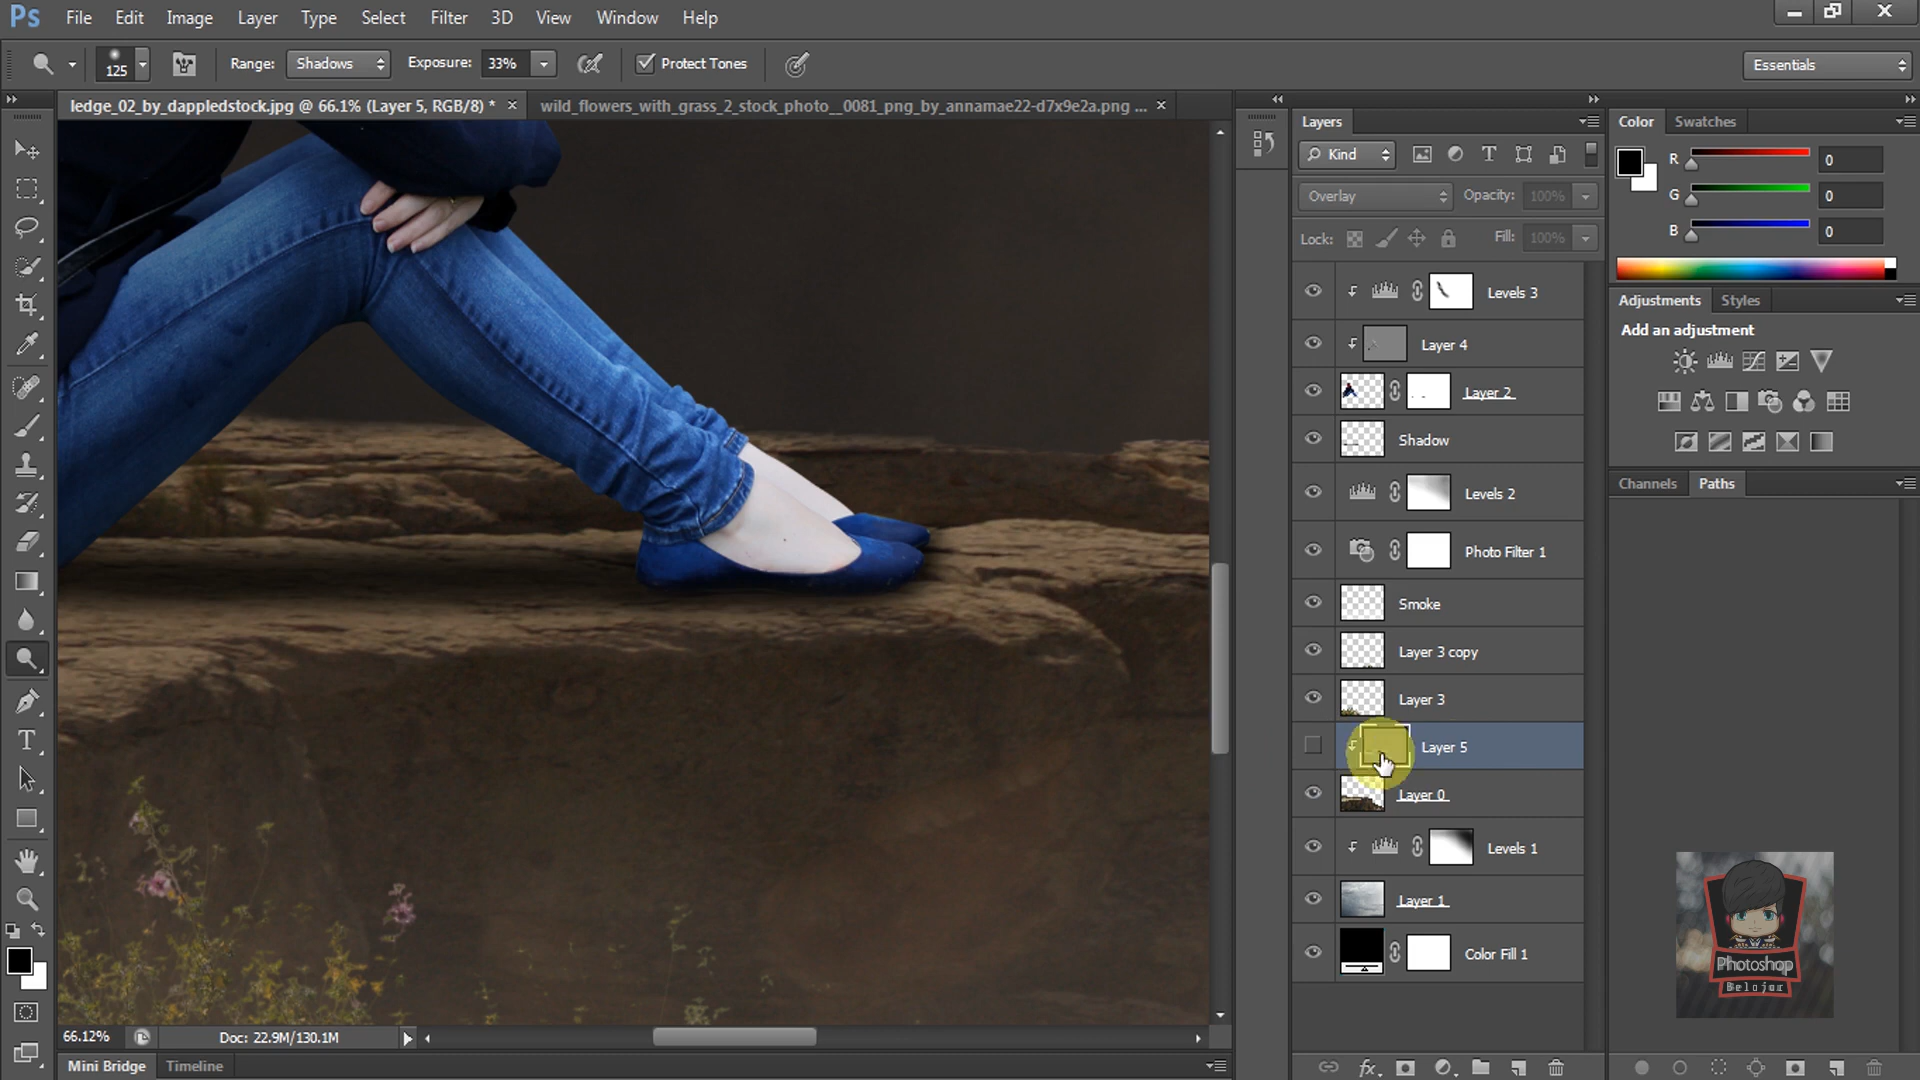 Ps File Edit Image Layer Type Select Filter 3D View Window Help
125 Range: Shadows Exposure: 33% Protect Tones Essentials
ledge_02_by_dappledstock.jpg @ 66.1% (Layer 5, RGB/8) * × wild_flowers_with_grass_2_stock_photo__0081_png_by_annamae22-d7x9e2a.png ... ×
Layers
Kind
Overlay Opacity: 100%
Lock: Fill: 100%
Levels 3
Layer 4
Layer 2
Shadow
Levels 2
Photo Filter 1
Smoke
Layer 3 copy
Layer 3
Layer 5
Layer 0
Levels 1
Layer 1
Color Fill 1
Color Swatches
R 0
G 0
B 0
Adjustments Styles
Add an adjustment
Channels Paths
Photoshop
Belajar
66.12% Doc: 22.9M/130.1M
Mini Bridge Timeline